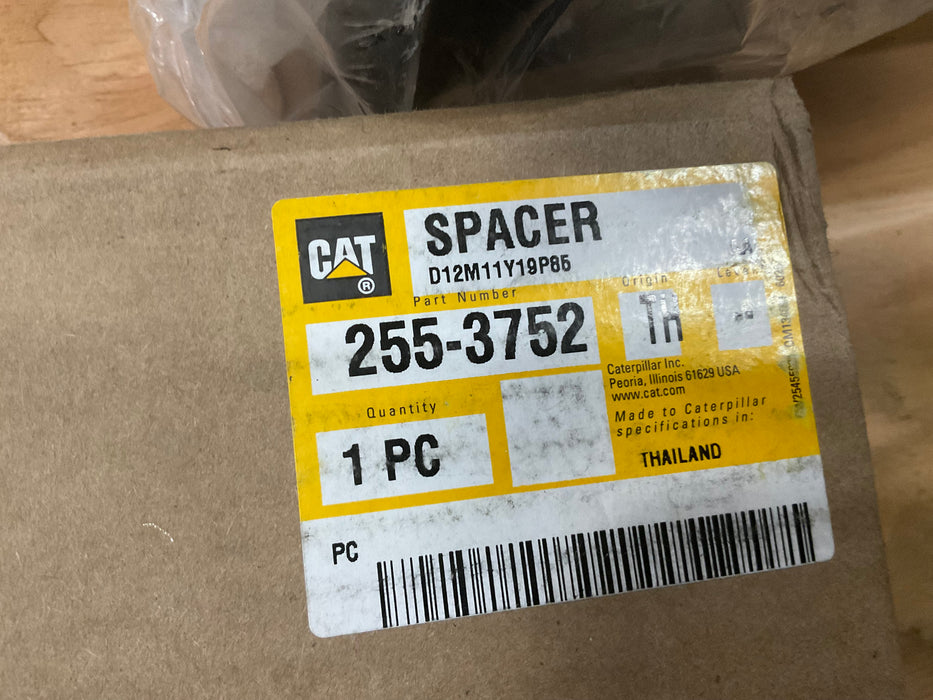 CAT
®
SPACER
D12M11Y19P85
Part Number
Origin
255-3752
TH
Caterpillar Inc.
Peoria, Illinois 61629 USA
www.cat.com
Quantity
Made to Caterpillar
specifications in:
1 PC
THAILAND
PC